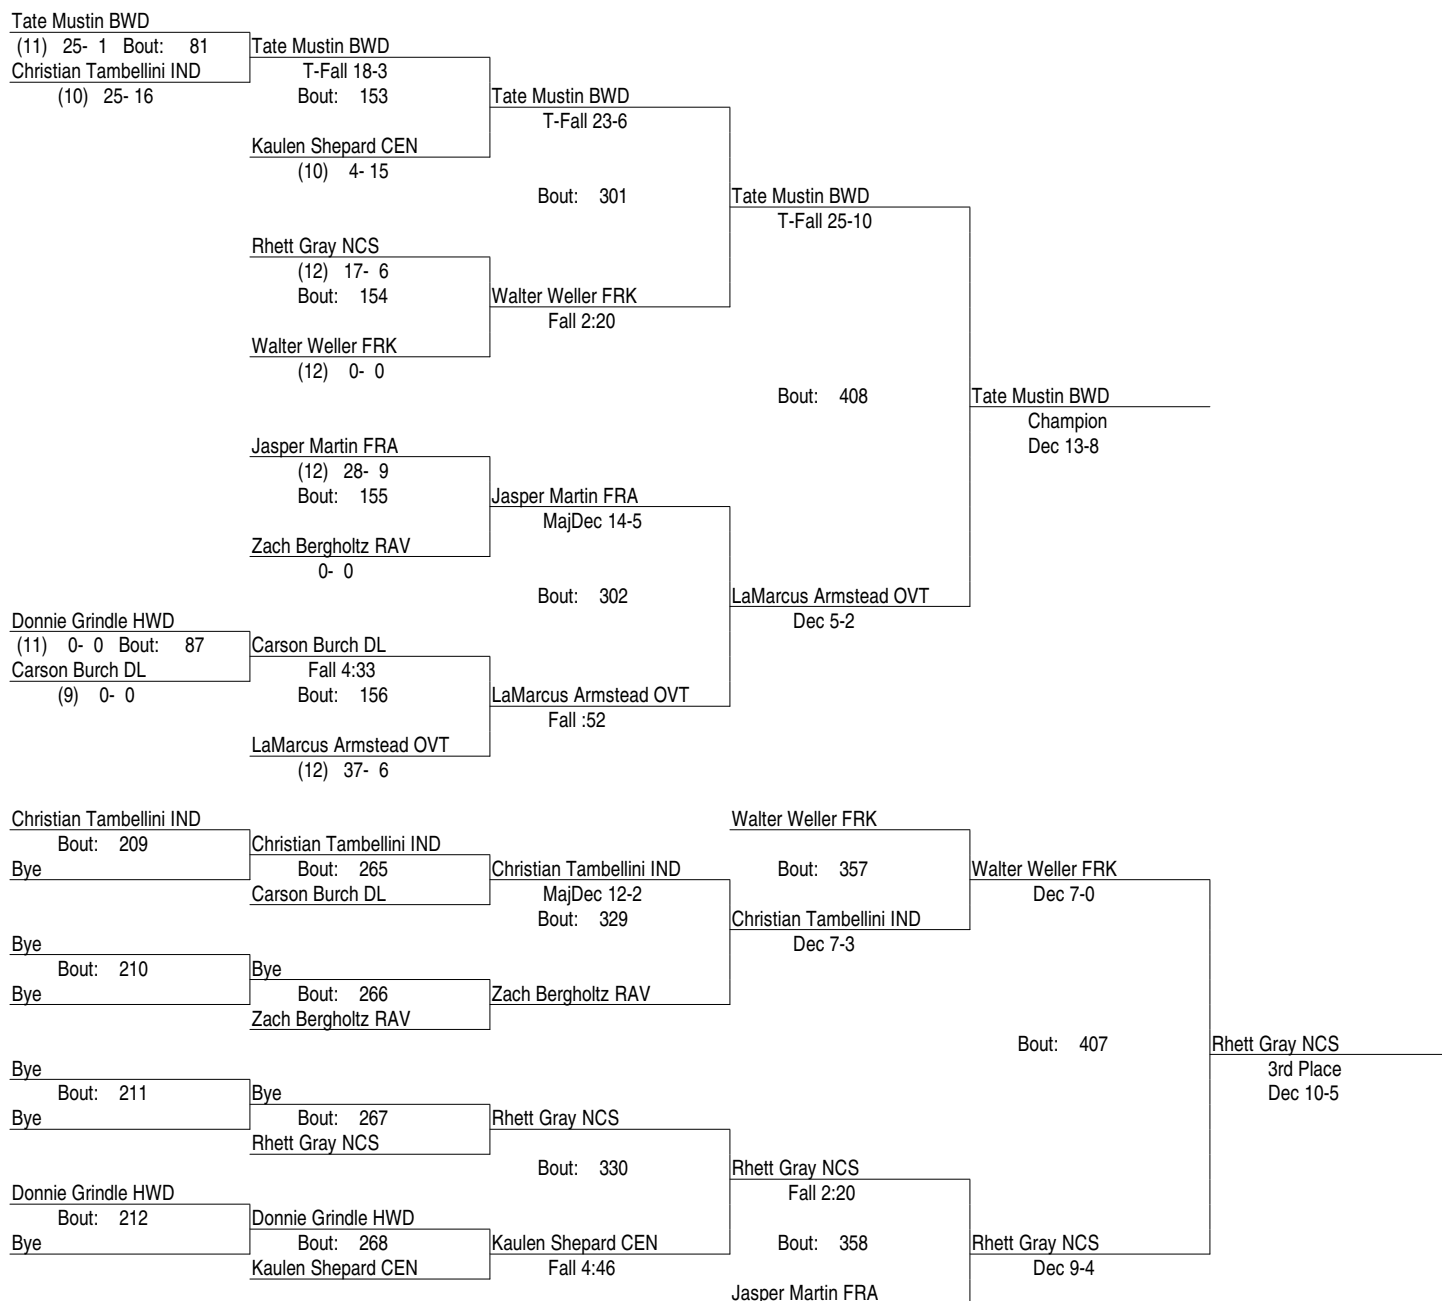 Tate Mustin BWD
(11) 25- 1 Bout: 81
Christian Tambellini IND
(10) 25- 16
Tate Mustin BWD
T-Fall 18-3
Bout: 153
Kaulen Shepard CEN
(10) 4- 15
Tate Mustin BWD
T-Fall 23-6
Bout: 301
Rhett Gray NCS
(12) 17- 6
Bout: 154
Walter Weller FRK
(12) 0- 0
Walter Weller FRK
Fall 2:20
Tate Mustin BWD
T-Fall 25-10
Bout: 408
Tate Mustin BWD
Champion
Dec 13-8
Jasper Martin FRA
(12) 28- 9
Bout: 155
Zach Bergholtz RAV
0- 0
Jasper Martin FRA
MajDec 14-5
Bout: 302
LaMarcus Armstead OVT
Dec 5-2
Donnie Grindle HWD
(11) 0- 0 Bout: 87
Carson Burch DL
(9) 0- 0
Carson Burch DL
Fall 4:33
Bout: 156
LaMarcus Armstead OVT
(12) 37- 6
LaMarcus Armstead OVT
Fall :52
Christian Tambellini IND
Bout: 209
Bye
Christian Tambellini IND
Bout: 265
Carson Burch DL
Christian Tambellini IND
MajDec 12-2
Bout: 329
Bye
Bout: 210
Bye
Bye
Bout: 266
Zach Bergholtz RAV
Zach Bergholtz RAV
Walter Weller FRK
Bout: 357
Christian Tambellini IND
Dec 7-3
Walter Weller FRK
Dec 7-0
Bout: 407
Rhett Gray NCS
3rd Place
Dec 10-5
Bye
Bout: 211
Bye
Bye
Bout: 267
Rhett Gray NCS
Rhett Gray NCS
Bout: 330
Donnie Grindle HWD
Bout: 212
Bye
Donnie Grindle HWD
Bout: 268
Kaulen Shepard CEN
Kaulen Shepard CEN
Fall 4:46
Rhett Gray NCS
Fall 2:20
Bout: 358
Jasper Martin FRA
Rhett Gray NCS
Dec 9-4